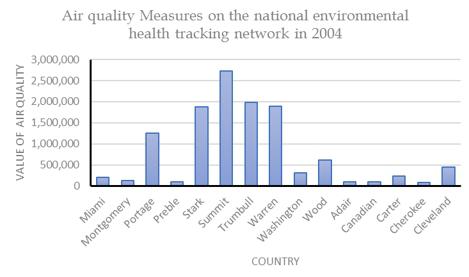 Air quality Measures on the national environmental
health tracking network in 2004
VALUE OF AIR QUALITY
3,000,000
2,500,000
2,000,000
1,500,000
1,000,000
500,000
0
Miami
Montgomery
Portage
Preble
Stark
Summit
Trumbull
Warren
Washington
Wood
Adair
Canadian
Carter
Cherokee
Cleveland
COUNTRY